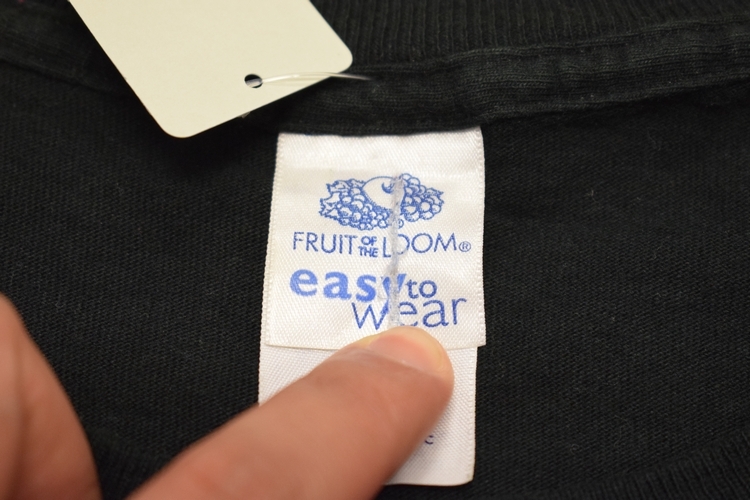 FRUIT OF THE LOOM®
easy to
wear